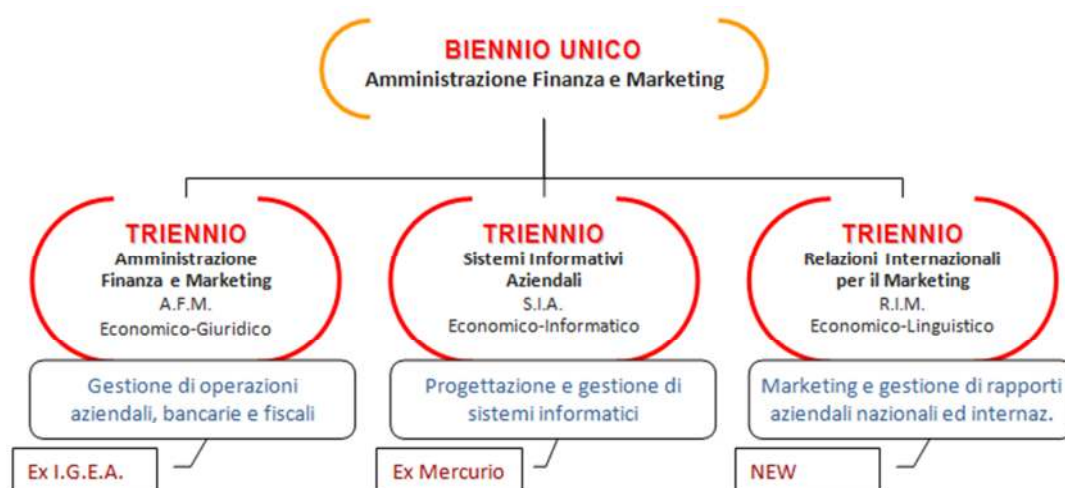 BIENNIO UNICO
Amministrazione Finanza e Marketing
TRIENNIO
Amministrazione
Finanza e Marketing
A.F.M.
Economico-Giuridico
Gestione di operazioni
aziendali, bancarie e fiscali
Ex I.G.E.A.
TRIENNIO
Sistemi Informativi
Aziendali
S.I.A.
Economico-Informatico
Progettazione e gestione di
sistemi informatici
Ex Mercurio
TRIENNIO
Relazioni Internazionali
per il Marketing
R.I.M.
Economico-Linguistico
Marketing e gestione di rapporti
aziendali nazionali ed internaz.
NEW